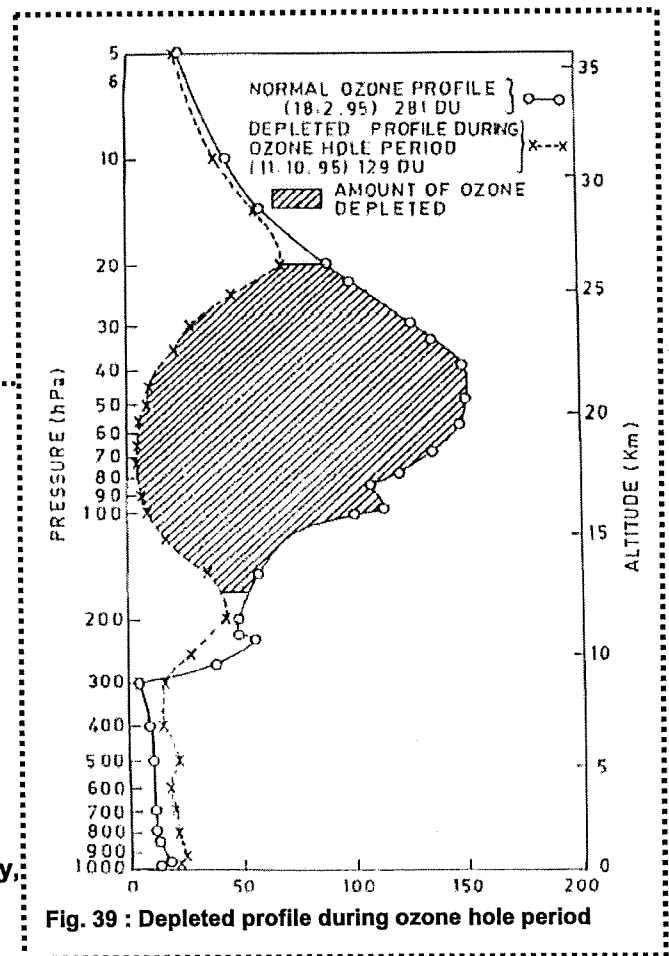 NORMAL OZONE PROFILE
(18.2.95) 281 DU
DEPLETED PROFILE DURING
OZONE HOLE PERIOD
(11.10.95) 129 DU
AMOUNT OF OZONE
DEPLETED
PRESSURE (hPa)
5
6
10
20
30
40
50
60
70
80
90
100
200
300
400
500
600
700
800
900
1000
ALTITUDE (Km)
35
30
25
20
15
10
5
0
0 50 100 150 200
y,
Fig. 39 : Depleted profile during ozone hole period